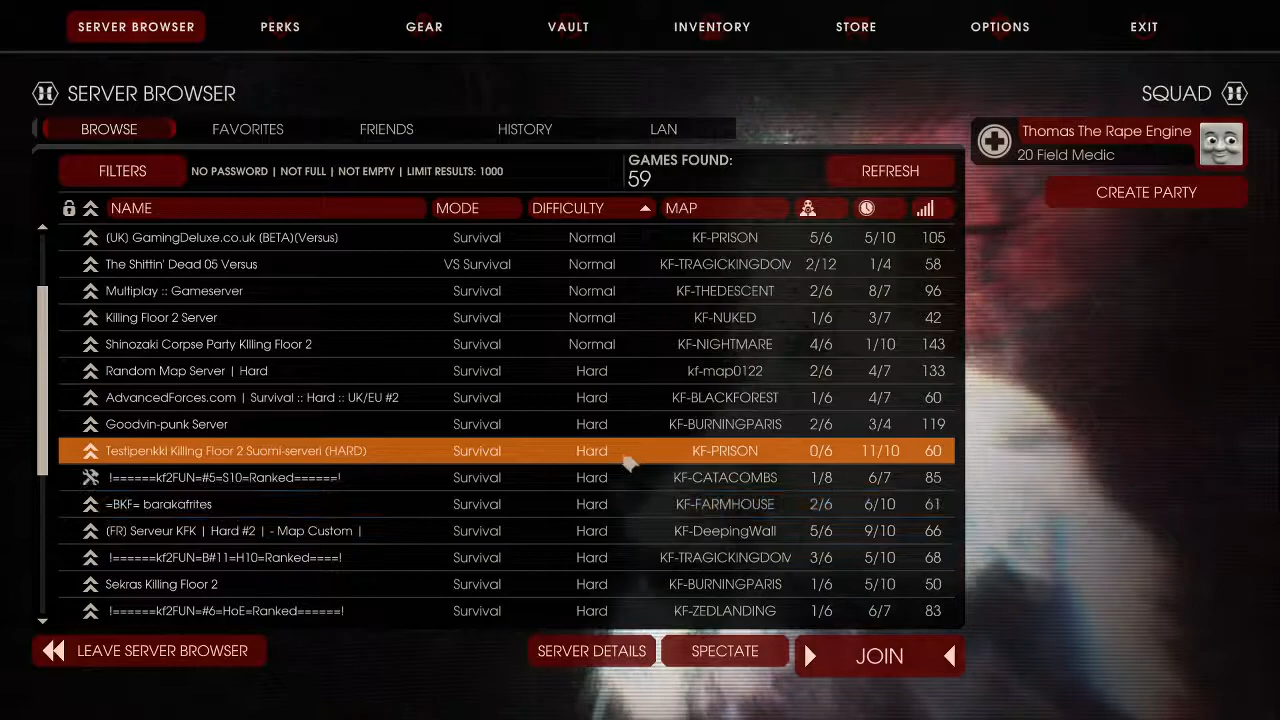 SERVER BROWSER PERKS GEAR VAULT INVENTORY STORE OPTIONS EXIT
SERVER BROWSER SQUAD
BROWSE FAVORITES FRIENDS HISTORY LAN
Thomas The Rape Engine
20 Field Medic
FILTERS NO PASSWORD | NOT FULL | NOT EMPTY | LIMIT RESULTS: 1000 GAMES FOUND: REFRESH
59
CREATE PARTY
NAME MODE DIFFICULTY MAP
(UK) GamingDeluxe.co.uk (BETA)(Versus) Survival Normal KF-PRISON 5/6 5/10 105
The Shittin' Dead 05 Versus VS Survival Normal KF-TRAGICKINGDOM 2/12 1/4 58
Multiplay :: Gameserver Survival Normal KF-THEDESCENT 2/6 8/7 96
Killing Floor 2 Server Survival Normal KF-NUKED 1/6 3/7 42
Shinozaki Corpse Party KIlling Floor 2 Survival Normal KF-NIGHTMARE 4/6 1/10 143
Random Map Server | Hard Survival Hard kf-map0122 2/6 4/7 133
AdvancedForces.com | Survival :: Hard :: UK/EU #2 Survival Hard KF-BLACKFOREST 1/6 4/7 60
Goodvin-punk Server Survival Hard KF-BURNINGPARIS 2/6 3/4 119
Testipenkki Killing Floor 2 Suomi-serveri (HARD) Survival Hard KF-PRISON 0/6 11/10 60
!======kf2FUN=#5=S10=Ranked======! Survival Hard KF-CATACOMBS 1/8 6/7 85
=BKF= barakafrites Survival Hard KF-FARMHOUSE 2/6 6/10 61
(FR) Serveur KFK | Hard #2 | - Map Custom | Survival Hard KF-DeepingWall 5/6 9/10 66
!======kf2FUN=B#11=H10=Ranked====! Survival Hard KF-TRAGICKINGDOM 3/6 5/10 68
Sekras Killing Floor 2 Survival Hard KF-BURNINGPARIS 1/6 5/10 50
!======kf2FUN=#6=HoE=Ranked======! Survival Hard KF-ZEDLANDING 1/6 6/7 83
LEAVE SERVER BROWSER SERVER DETAILS SPECTATE JOIN